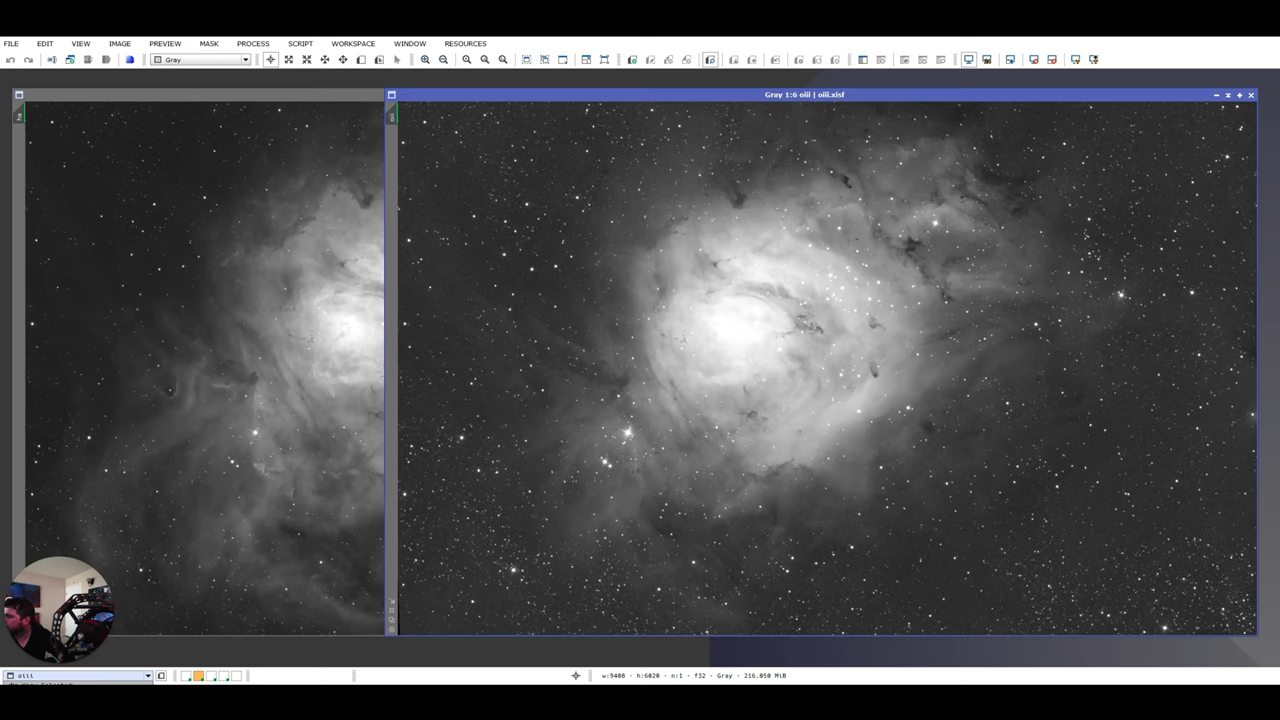 FILE EDIT VIEW IMAGE PREVIEW MASK PROCESS SCRIPT WORKSPACE WINDOW RESOURCES
Gray
Gray 1:6 oiii | oiii.xisf
oiii
w:9408 · h:6020 · n:1 · f32 · Gray · 216.050 MiB